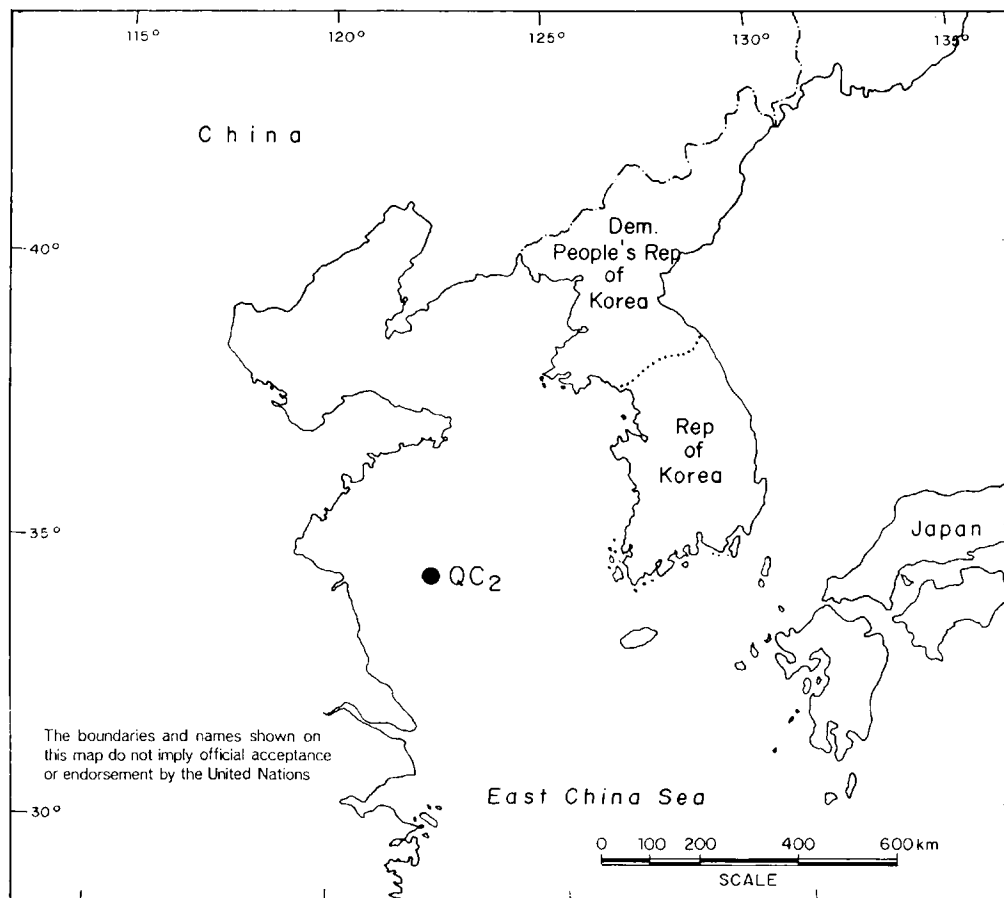 115° 120° 125° 130° 135°
China
40°
Dem.
People's Rep
of
Korea
Rep
of
Korea
35°
Japan
QC2
The boundaries and names shown on
this map do not imply official acceptance
or endorsement by the United Nations
30°
East China Sea
0 100 200 400 600km
SCALE